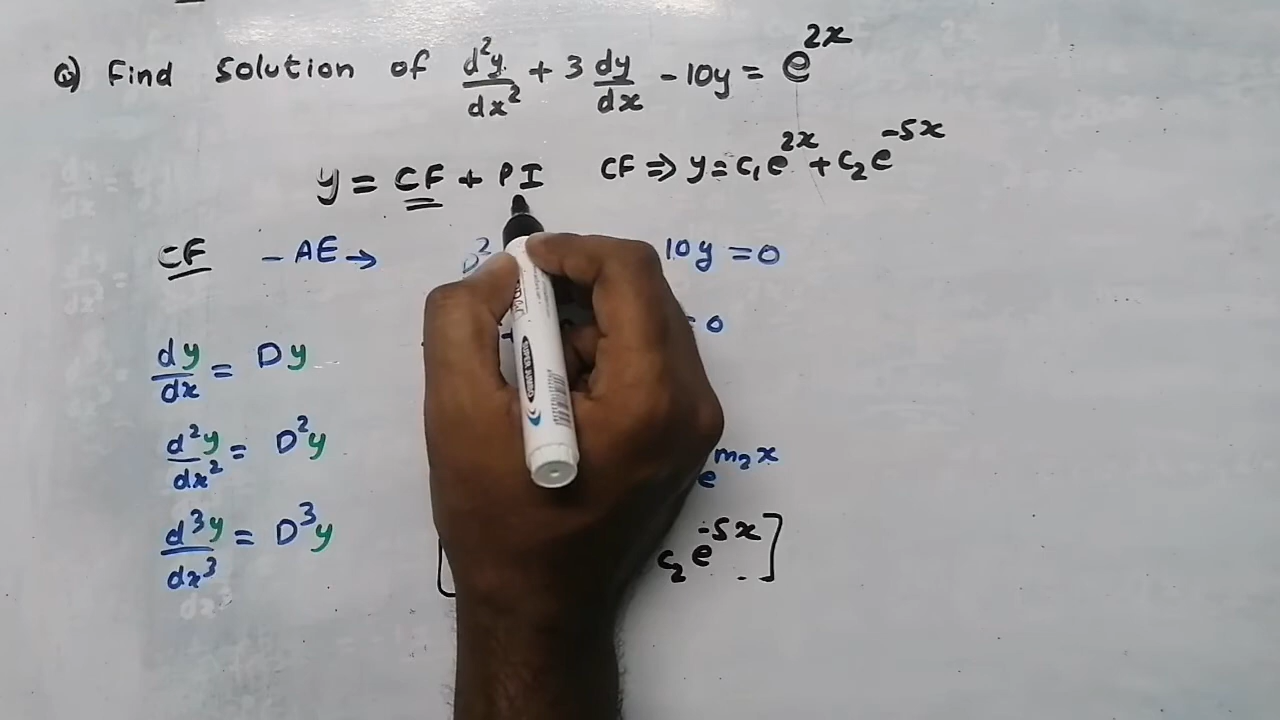 Q) Find Solution of d²y/dx² + 3 dy/dx - 10y = e^2x
y = CF + PI CF ⇒ y = c₁e^2x + c₂e^-5x
CF - AE → D² 10y = 0
= 0
dy/dx = Dy
d²y/dx² = D²y
e^m₂x
d³y/dx³ = D³y
[ c₂e^-5x ]